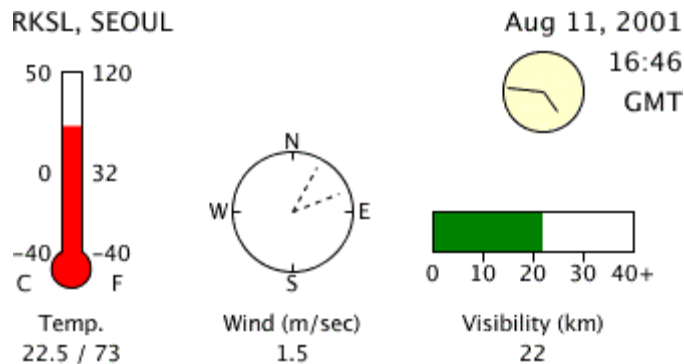 RKSL, SEOUL
Aug 11, 2001
16:46
GMT
50 120
0 32
-40 -40
C F
N
W E
S
0 10 20 30 40+
Temp. Wind (m/sec) Visibility (km)
22.5 / 73 1.5 22